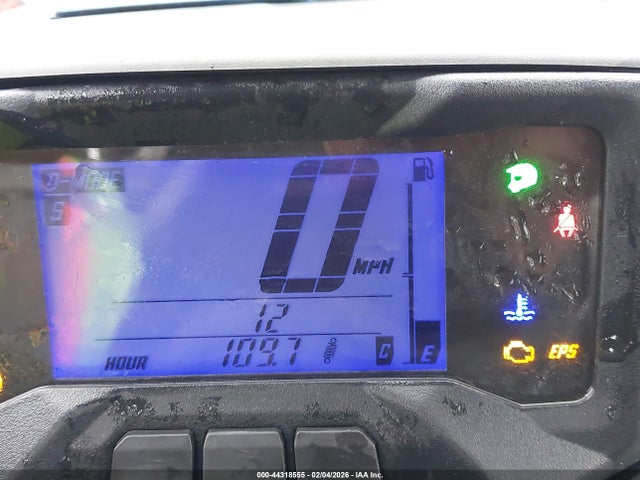 S
0 MPH
12
HOUR 109.7 C E
EPS
000-44318555 - 02/04/2026 - IAA Inc.